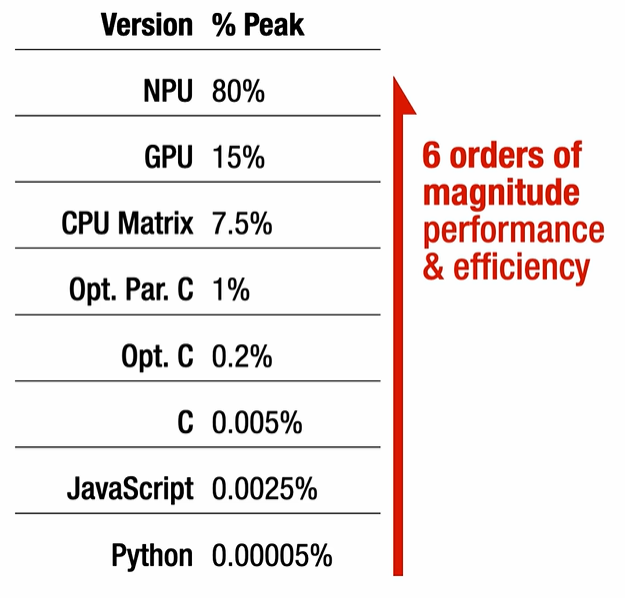 Version % Peak
NPU 80%
GPU 15%
CPU Matrix 7.5%
Opt. Par. C 1%
Opt. C 0.2%
C 0.005%
JavaScript 0.0025%
Python 0.00005%
6 orders of
magnitude
performance
& efficiency